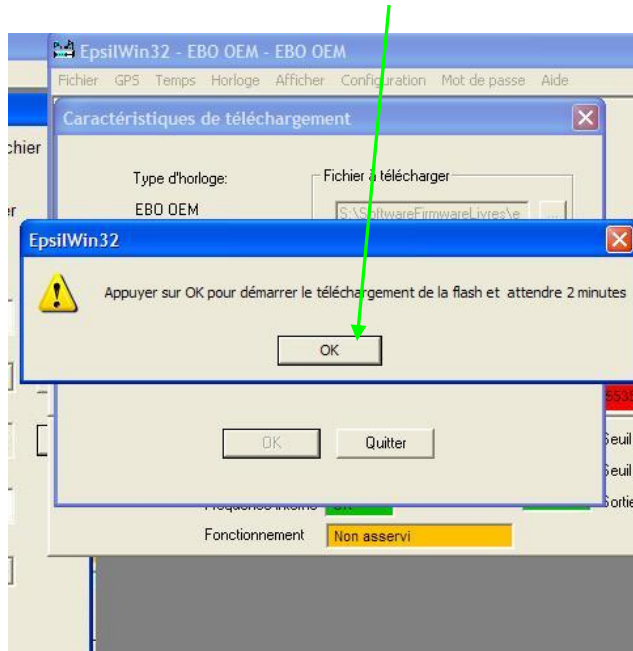 EpsilWin32 - EBO OEM - EBO OEM
Fichier GPS Temps Horloge Afficher Configuration Mot de passe Aide
Caractéristiques de téléchargement
Type d'horloge:
EBO OEM
Fichier à télécharger
S:\SoftwareFirmwareLivres\e ...
EpsilWin32
Appuyer sur OK pour démarrer le téléchargement de la flash et attendre 2 minutes
OK
OK Quitter
Seuil
Seuil
Sortie
Fonctionnement Non asservi